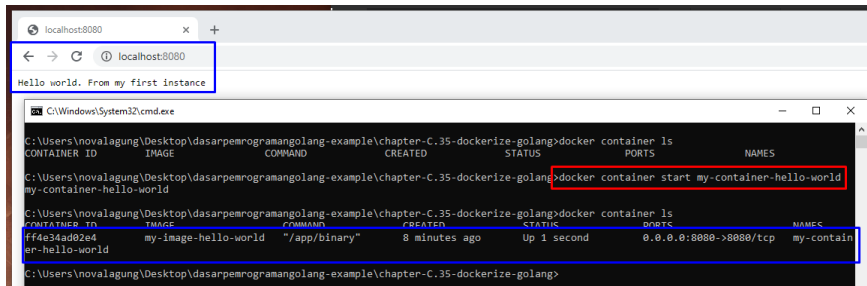 localhost:8080
localhost:8080
Hello world. From my first instance
C:\Windows\System32\cmd.exe
C:\Users\novalagung\Desktop\dasarpemrogramangolang-example\chapter-C.35-dockerize-golang>docker container ls
CONTAINER ID IMAGE COMMAND CREATED STATUS PORTS NAMES
C:\Users\novalagung\Desktop\dasarpemrogramangolang-example\chapter-C.35-dockerize-golang>docker container start my-container-hello-world
my-container-hello-world
C:\Users\novalagung\Desktop\dasarpemrogramangolang-example\chapter-C.35-dockerize-golang>docker container ls
CONTAINER ID IMAGE COMMAND CREATED STATUS PORTS NAMES
ff4e34ad02e4 my-image-hello-world "/app/binary" 8 minutes ago Up 1 second 0.0.0.0:8080->8080/tcp my-contain
er-hello-world
C:\Users\novalagung\Desktop\dasarpemrogramangolang-example\chapter-C.35-dockerize-golang>